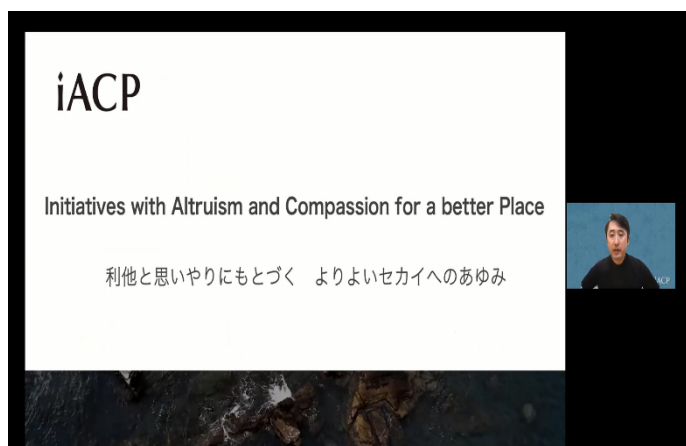 iACP
Initiatives with Altruism and Compassion for a better Place
利他と思いやりにもとづく　よりよいセカイへのあゆみ
ACP